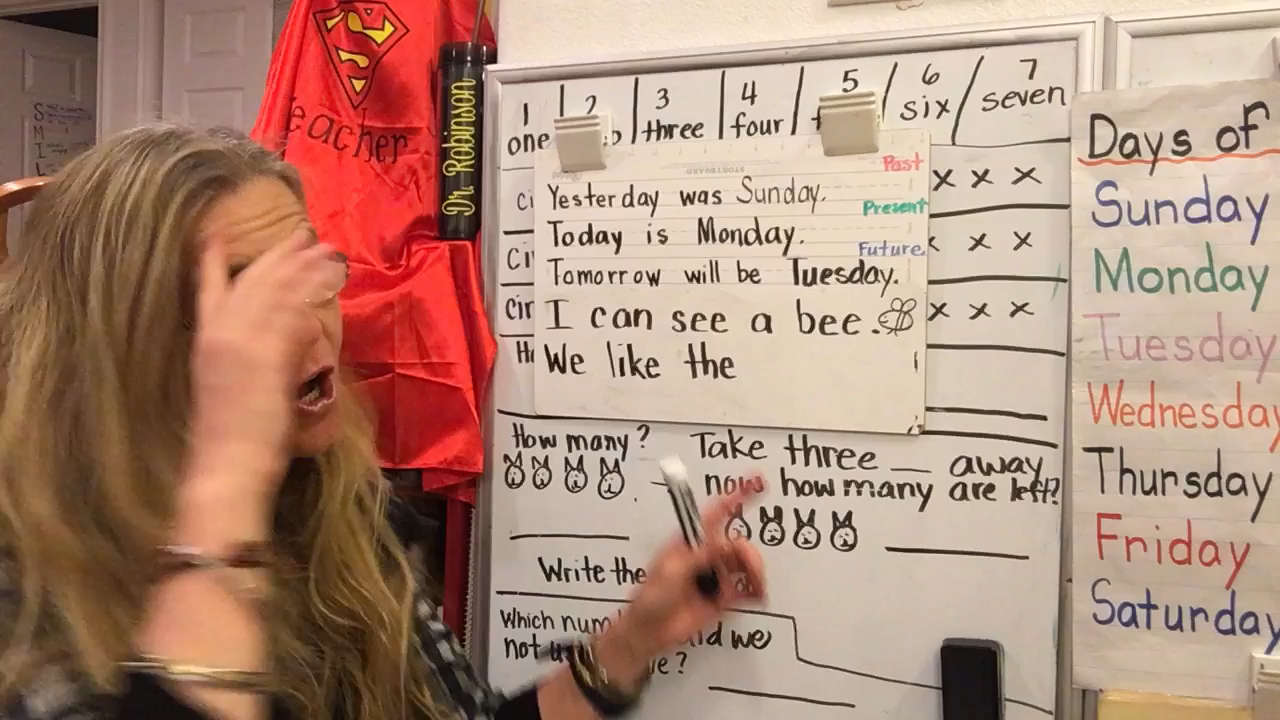 Teacher
Dr. Robinson
1 2 3 4 5 6 7
one three four six seven
x x x
x x
x x x
Yesterday was Sunday. Past
Today is Monday. Present
Tomorrow will be Tuesday. Future
I can see a bee.
We like the
How many?
Take three __ away
now how many are left?
Write the
Which
not
we
?
Days of
Sunday
Monday
Tuesday
Wednesday
Thursday
Friday
Saturday